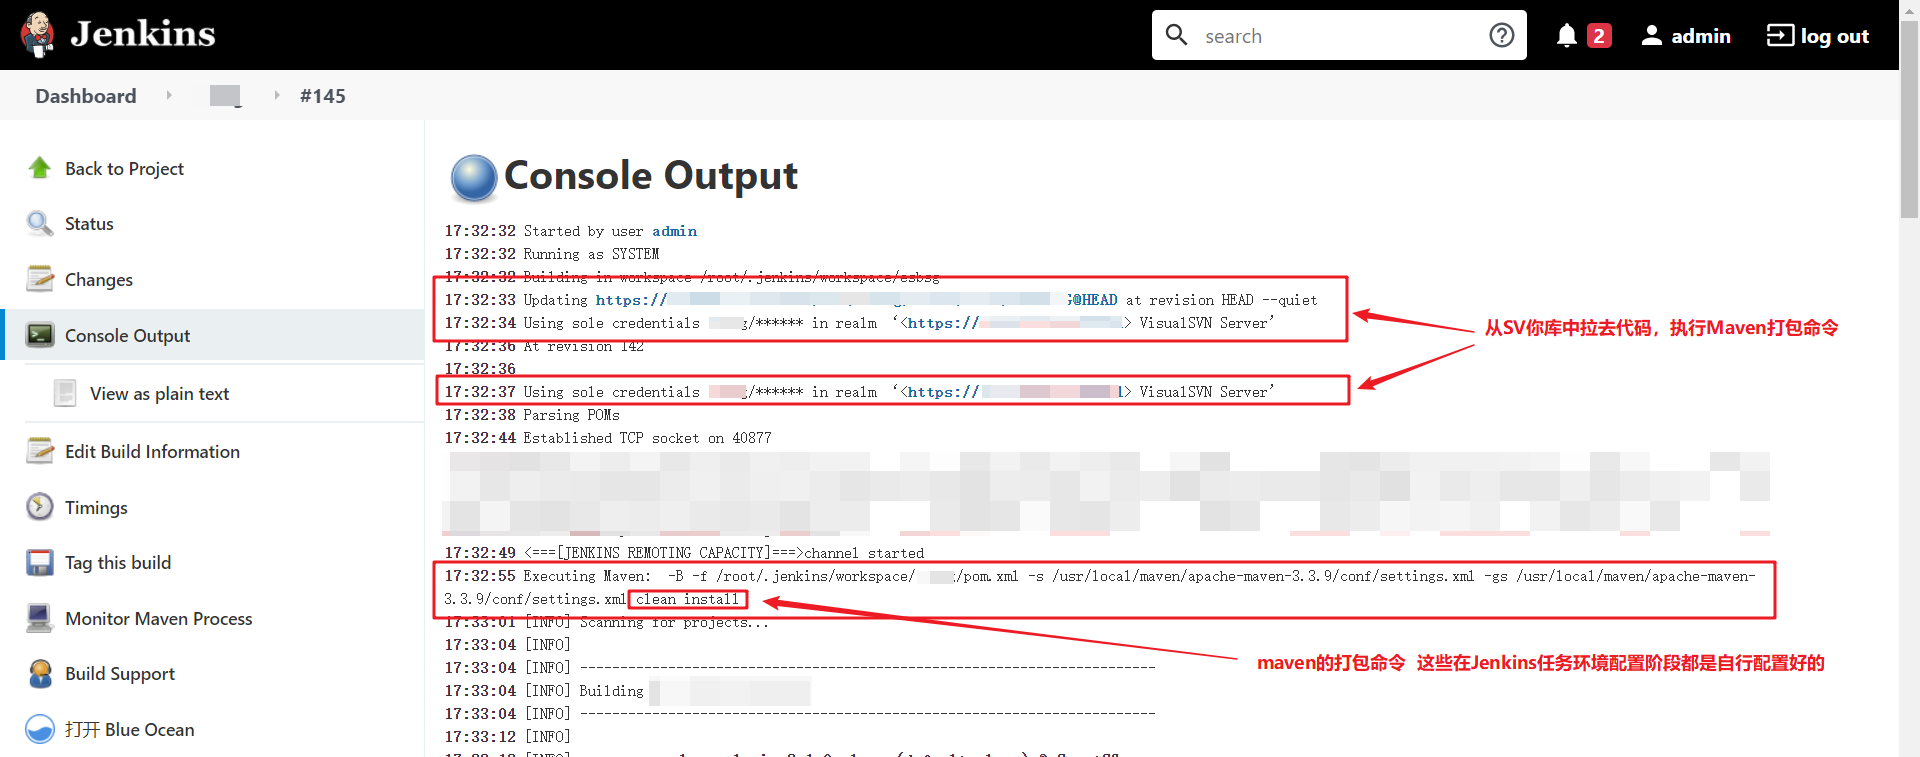 Jenkins
search
2
admin
log out
Dashboard
#145
Back to Project
Status
Changes
Console Output
View as plain text
Edit Build Information
Timings
Tag this build
Monitor Maven Process
Build Support
打开 Blue Ocean
Console Output
17:32:32 Started by user admin
17:32:32 Running as SYSTEM
17:32:32 Building in workspace /root/.jenkins/workspace/esbsg
17:32:33 Updating https:// G@HEAD at revision HEAD --quiet
17:32:34 Using sole credentials /****** in realm ‘<https:// > VisualSVN Server’
17:32:36 At revision 142
17:32:36
17:32:37 Using sole credentials /****** in realm ‘<https:// > VisualSVN Server’
17:32:38 Parsing POMs
17:32:44 Established TCP socket on 40877
17:32:49 <===[JENKINS REMOTING CAPACITY]===>channel started
17:32:55 Executing Maven: -B -f /root/.jenkins/workspace/ /pom.xml -s /usr/local/maven/apache-maven-3.3.9/conf/settings.xml -gs /usr/local/maven/apache-maven-
3.3.9/conf/settings.xml clean install
17:33:01 [INFO] Scanning for projects...
17:33:04 [INFO]
17:33:04 [INFO] ------------------------------------------------------------------------
17:33:04 [INFO] Building
17:33:04 [INFO] ------------------------------------------------------------------------
17:33:12 [INFO]
从SV你库中拉去代码，执行Maven打包命令
maven的打包命令 这些在Jenkins任务环境配置阶段都是自行配置好的